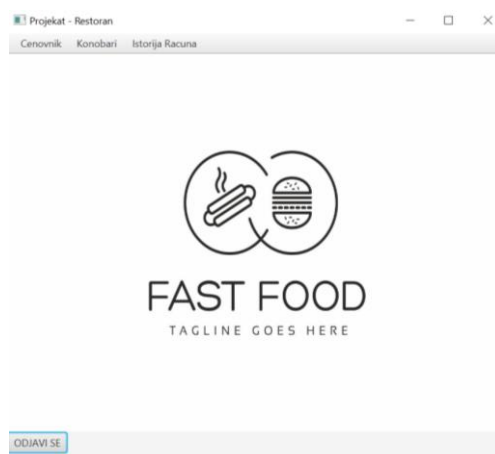 Projekat - Restoran
Cenovnik Konobari Istorija Racuna
FAST FOOD
TAGLINE GOES HERE
ODJAVI SE